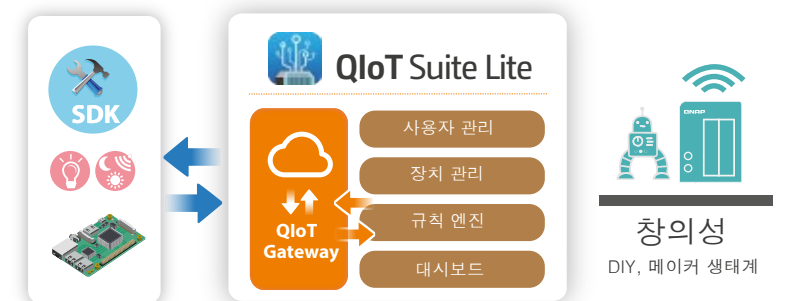 SDK
QIoT Suite Lite
QIoT
Gateway
사용자 관리
장치 관리
규칙 엔진
대시보드
QNAP
창의성
DIY, 메이커 생태계